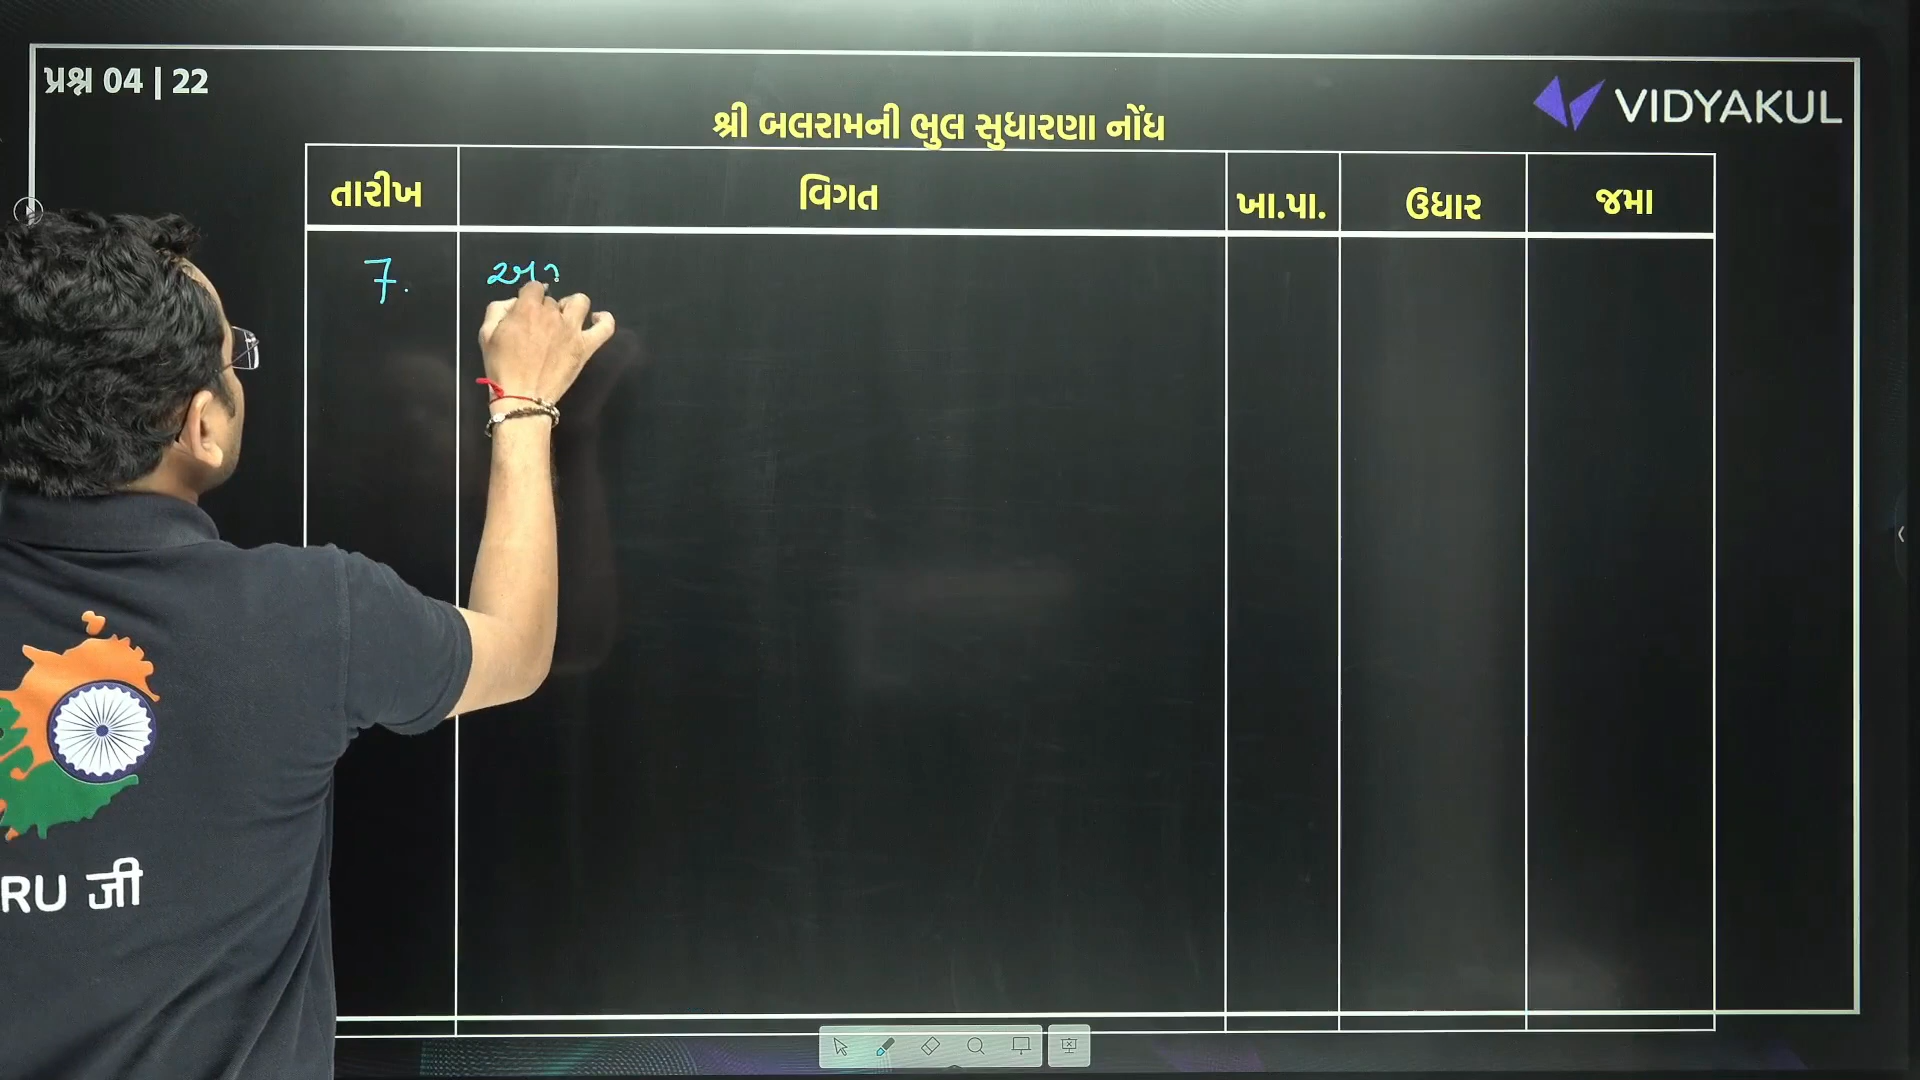 પ્રશ્ન 04 | 22
VIDYAKUL
શ્રી બલરામની ભુલ સુધારણા નોંધ
તારીખ વિગત ખા.પા. ઉધાર જમા
7.
RU जी